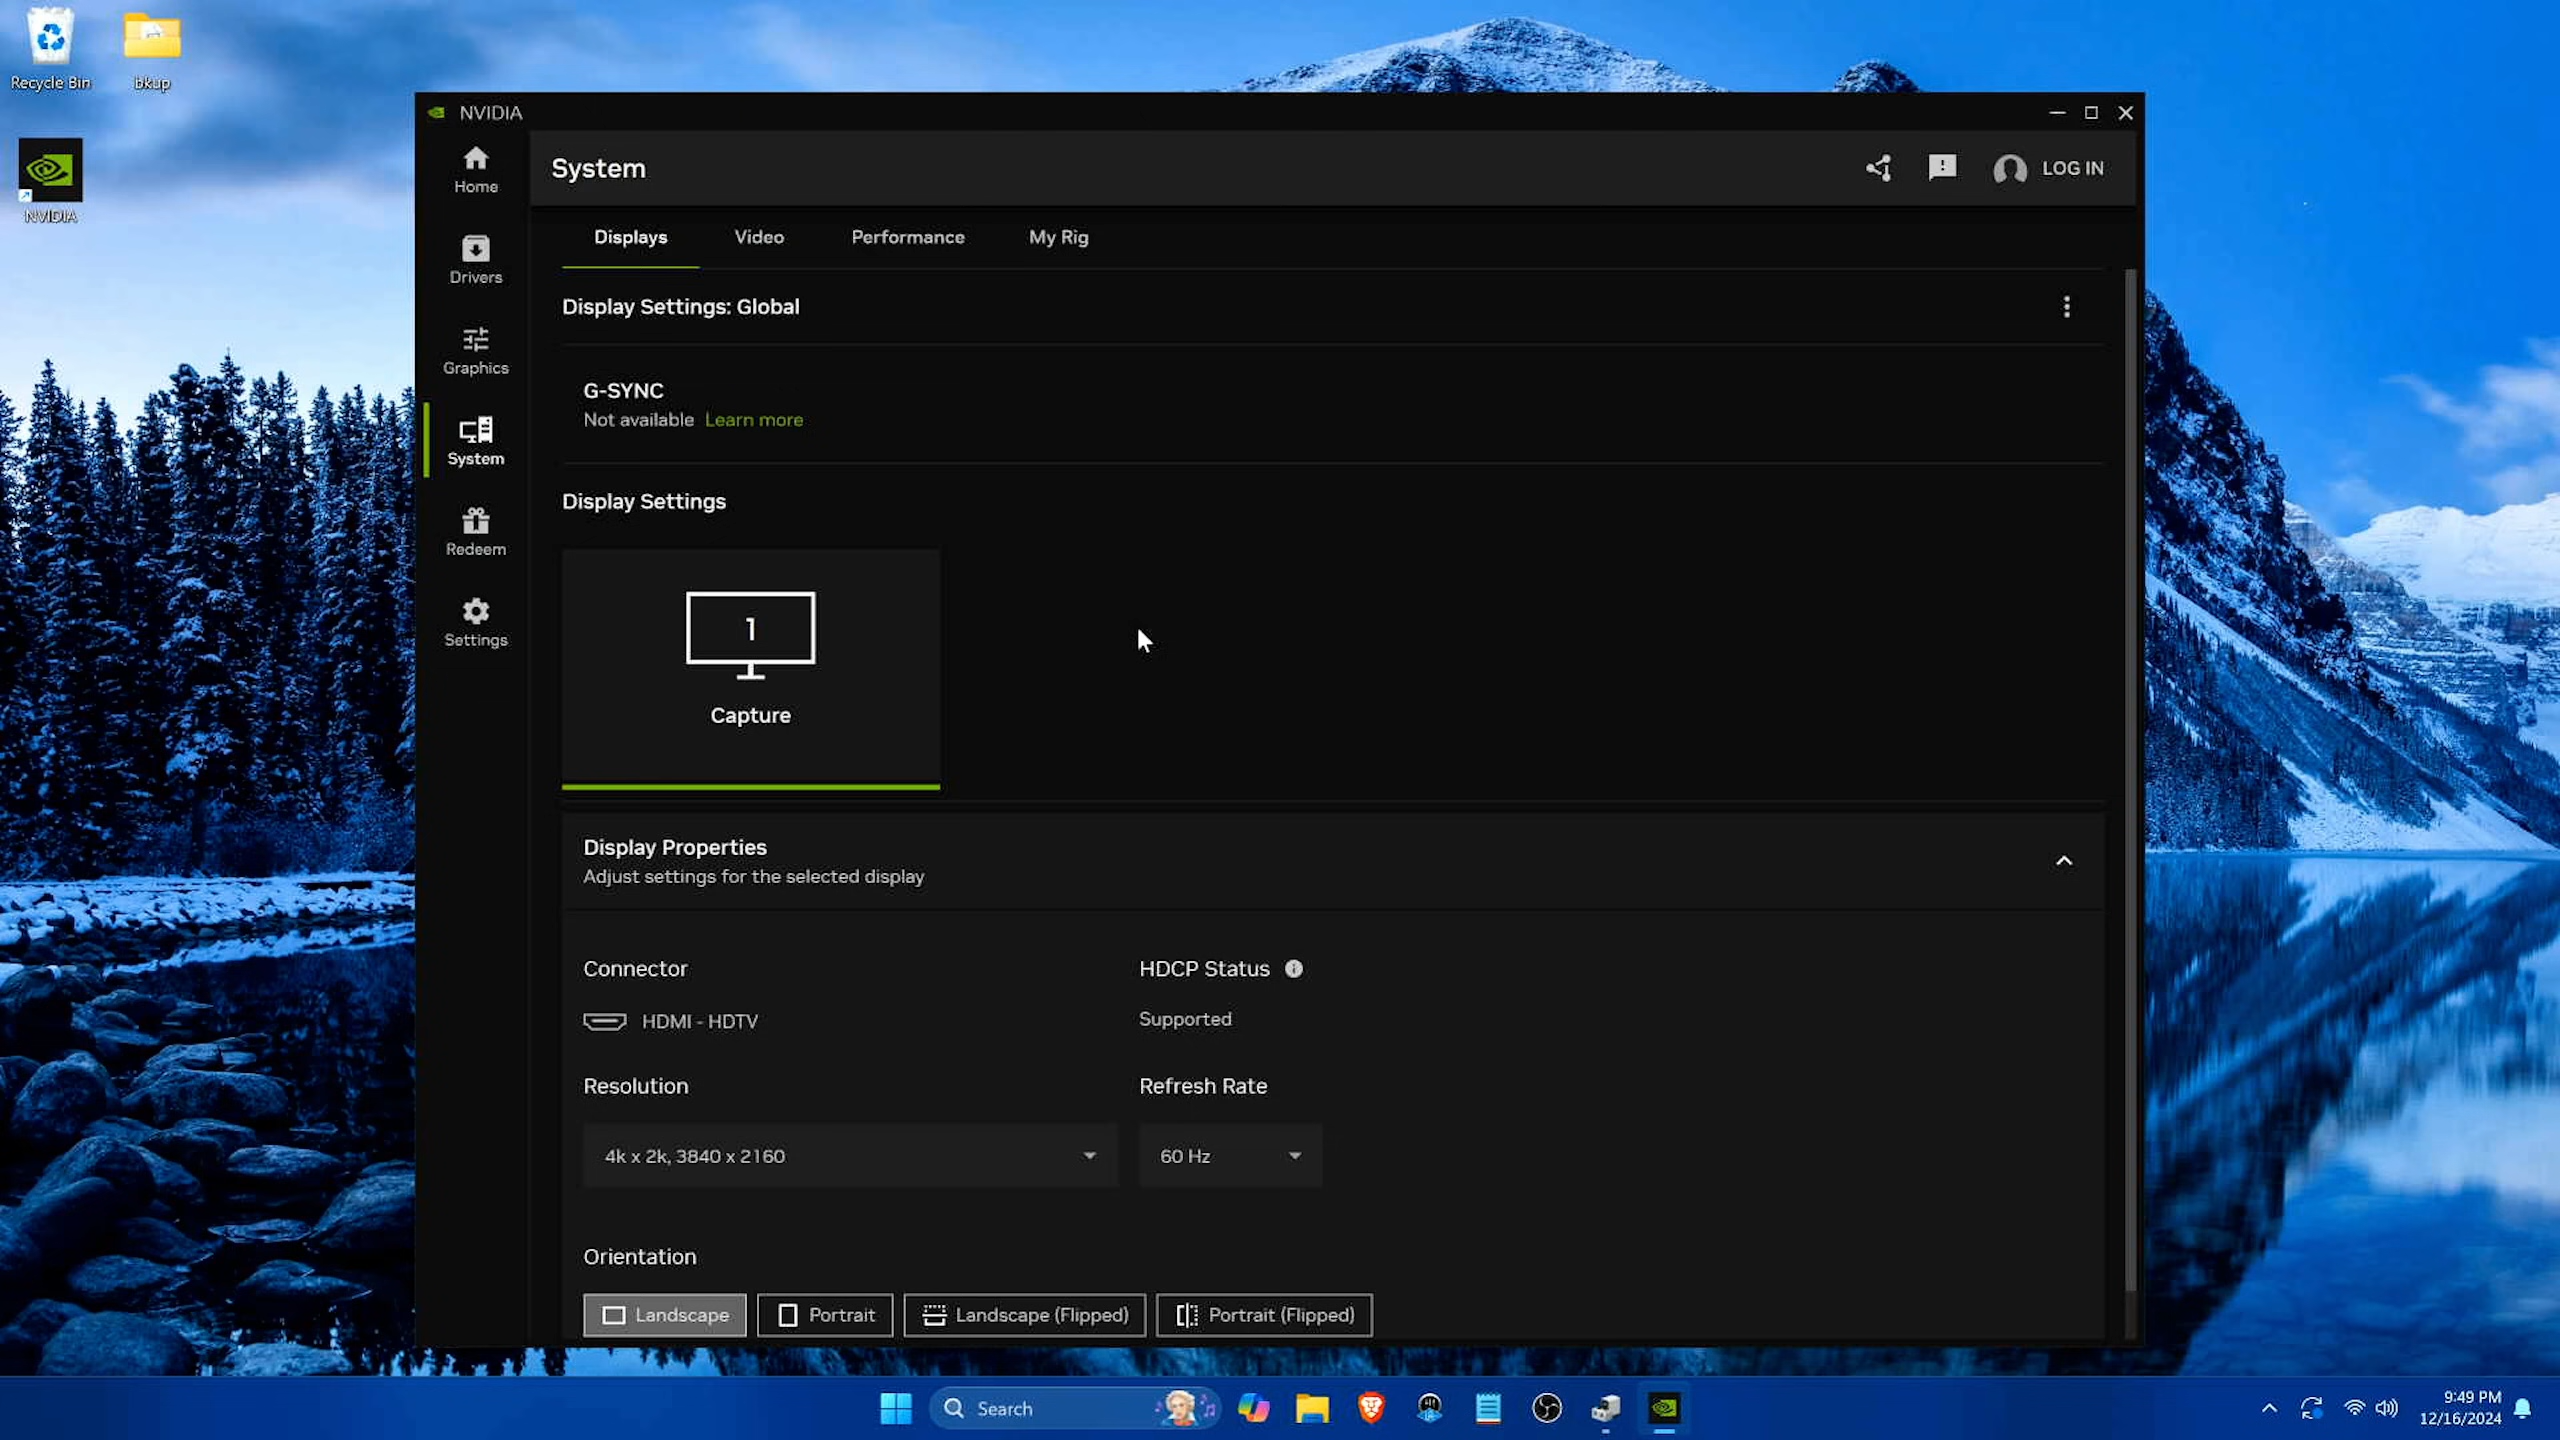 Recycle Bin
bkup
NVIDIA
NVIDIA
Home
Drivers
Graphics
System
Redeem
Settings
System
LOG IN
Displays
Video
Performance
My Rig
Display Settings: Global
G-SYNC
Not available Learn more
Display Settings
1
Capture
Display Properties
Adjust settings for the selected display
Connector
HDMI - HDTV
HDCP Status
Supported
Resolution
4k x 2k, 3840 x 2160
Refresh Rate
60 Hz
Orientation
Landscape
Portrait
Landscape (Flipped)
Portrait (Flipped)
Search
9:49 PM
12/16/2024